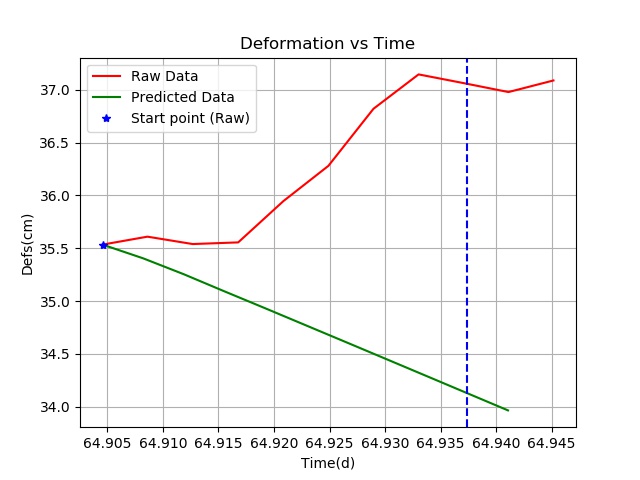 Deformation vs Time
Raw Data
Predicted Data
Start point (Raw)
37.0
36.5
36.0
35.5
35.0
34.5
34.0
Defs(cm)
64.905 64.910 64.915 64.920 64.925 64.930 64.935 64.940 64.945
Time(d)